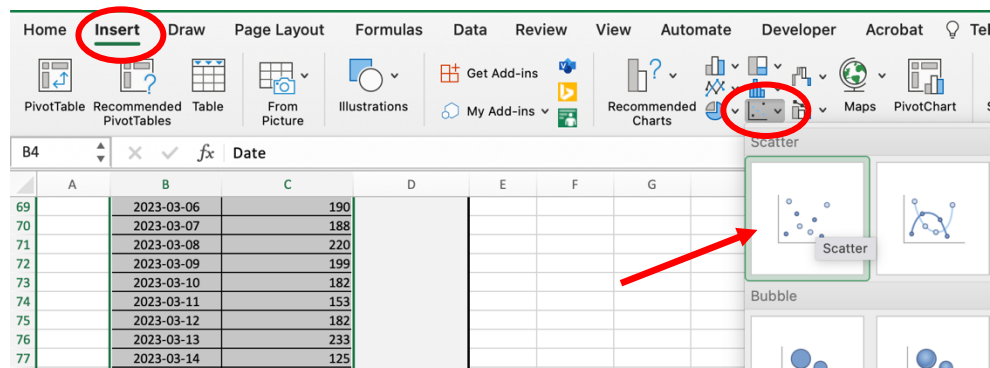 Home Insert Draw Page Layout Formulas Data Review View Automate Developer Acrobat
PivotTable Recommended PivotTables Table From Picture Illustrations Get Add-ins My Add-ins Recommended Charts Maps PivotChart
B4 fx Date
Scatter
A B C D E F G
69 2023-03-06 190
70 2023-03-07 188
71 2023-03-08 220
Scatter
72 2023-03-09 199
73 2023-03-10 182
74 2023-03-11 153
Bubble
75 2023-03-12 182
76 2023-03-13 233
77 2023-03-14 125